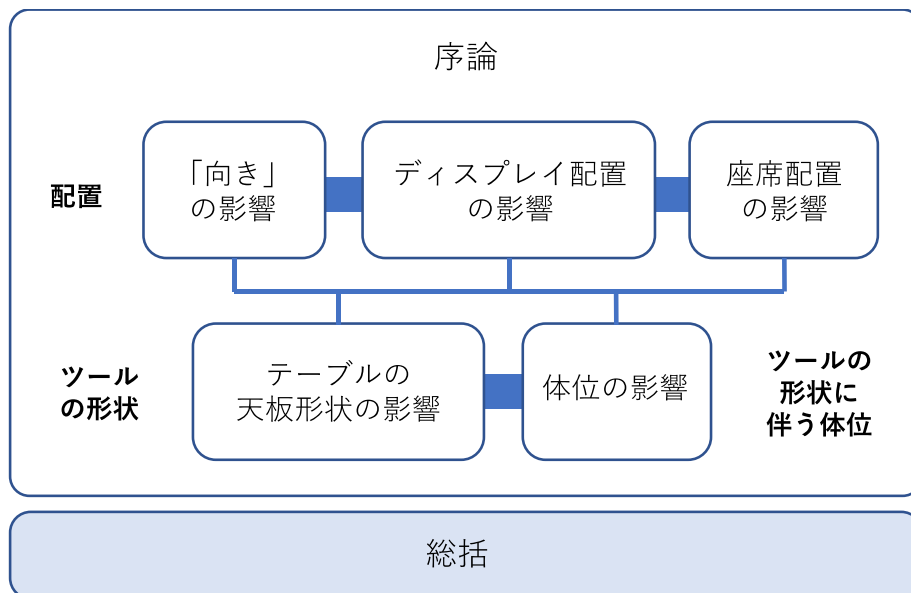 序論
配置
「向き」
の影響
ディスプレイ配置
の影響
座席配置
の影響
ツール
の形状
テーブルの
天板形状の影響
体位の影響
ツールの
形状に
伴う体位
総括